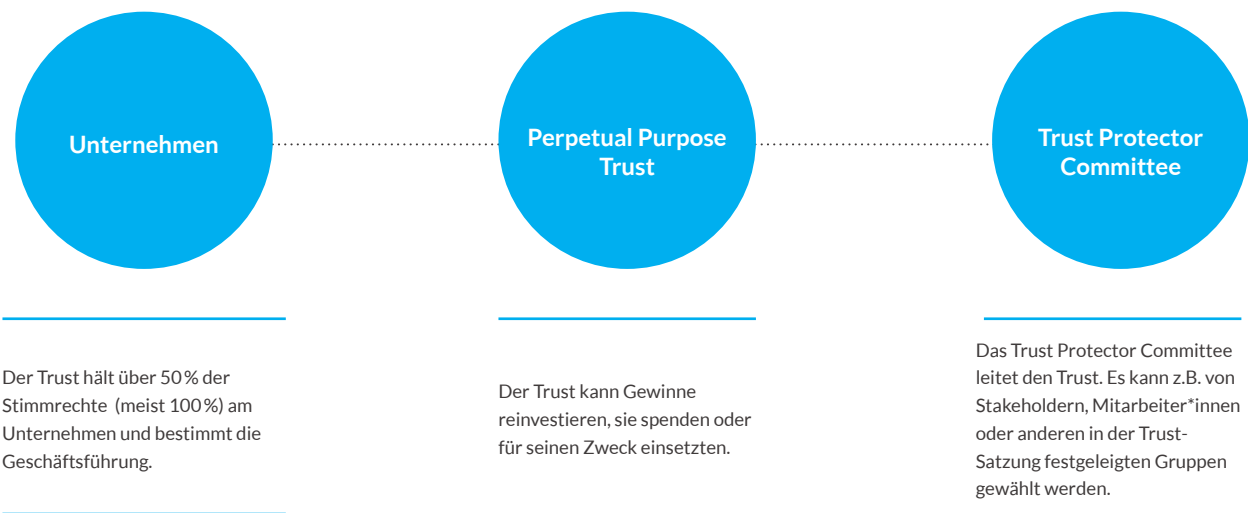 Unternehmen
Perpetual Purpose
Trust
Trust Protector
Committee
Der Trust hält über 50 % der
Stimmrechte (meist 100 %) am
Unternehmen und bestimmt die
Geschäftsführung.
Der Trust kann Gewinne
reinvestieren, sie spenden oder
für seinen Zweck einsetzten.
Das Trust Protector Committee
leitet den Trust. Es kann z.B. von
Stakeholdern, Mitarbeiter*innen
oder anderen in der Trust-
Satzung festgeleigten Gruppen
gewählt werden.